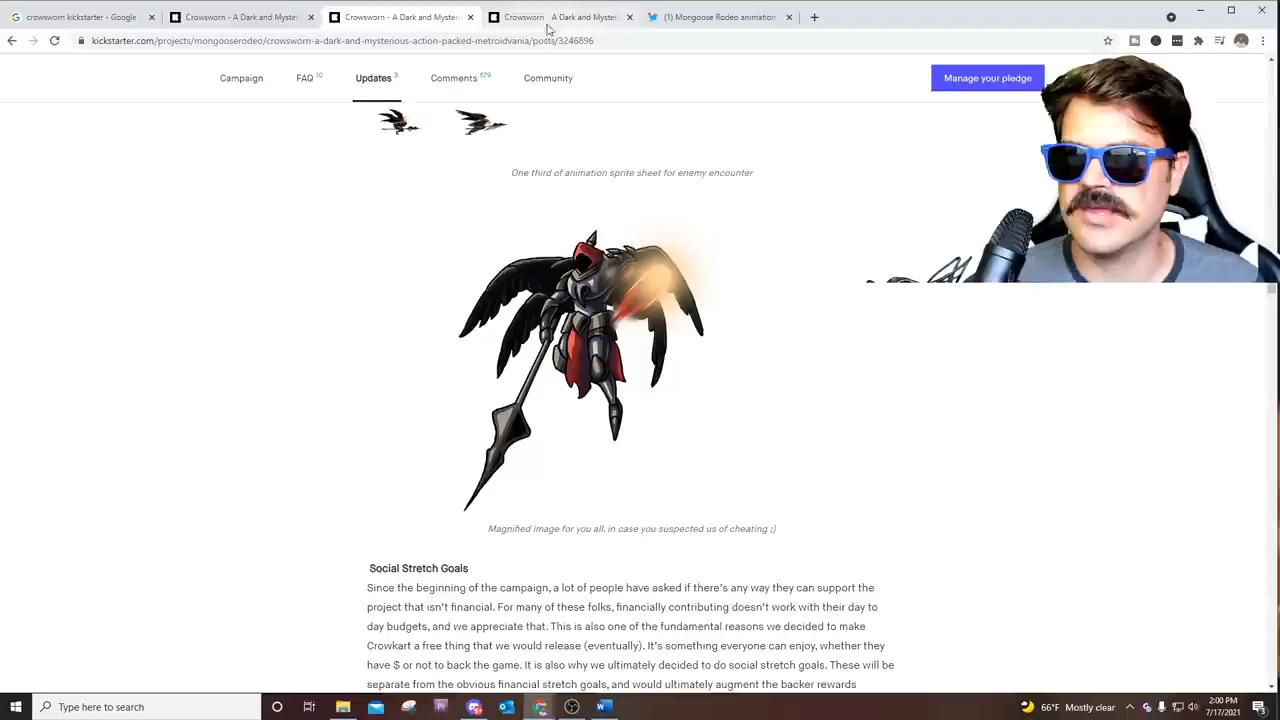 crowsworn kickstarter - Google
Crowsworn - A Dark and Myster
Crowsworn - A Dark and Myster
Crowsworn - A Dark and Myster
(1) Mongoose Rodeo animation
kickstarter.com/projects/mongooserodeo/crowsworn-a-dark-and-mysterious-action-packed-metroidvania/posts/3246896
Campaign FAQ 10 Updates 3 Comments 679 Community Manage your pledge
One third of animation sprite sheet for enemy encounter
Magnified image for you all, in case you suspected us of cheating ;)
Social Stretch Goals
Since the beginning of the campaign, a lot of people have asked if there's any way they can support the
project that isn't financial. For many of these folks, financially contributing doesn't work with their day to
day budgets, and we appreciate that. This is also one of the fundamental reasons we decided to make
Crowkart a free thing that we would release (eventually). It's something everyone can enjoy, whether they
have $ or not to back the game. It is also why we ultimately decided to do social stretch goals. These will be
separate from the obvious financial stretch goals, and would ultimately augment the backer rewards
Type here to search
66°F Mostly clear
2:00 PM
7/17/2021